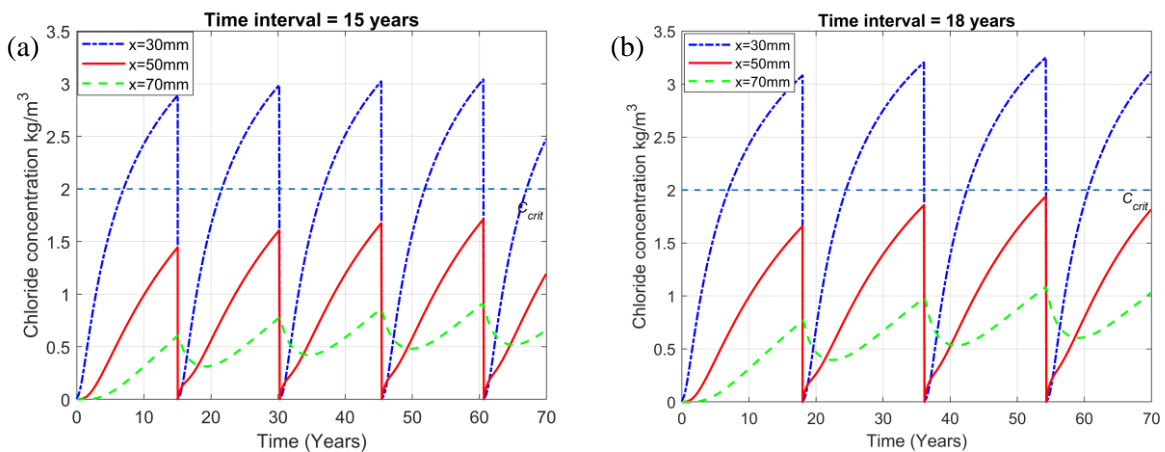 (a)
Time interval = 15 years
x=30mm
x=50mm
x=70mm
Chloride concentration kg/m³
3.5
3
2.5
2
1.5
1
0.5
0
C_crit
0 10 20 30 40 50 60 70
Time (Years)
(b)
Time interval = 18 years
x=30mm
x=50mm
x=70mm
Chloride concentration kg/m³
3.5
3
2.5
2
1.5
1
0.5
0
C_crit
0 10 20 30 40 50 60 70
Time (Years)